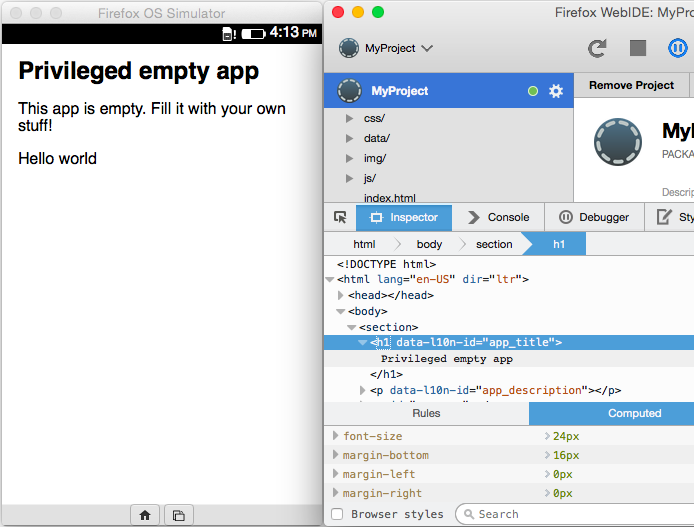 Firefox OS Simulator
4:13 PM
Privileged empty app
This app is empty. Fill it with your own
stuff!
Hello world
Firefox WebIDE: MyPro
MyProject
MyProject
Remove Project
css/
data/
img/
js/
index.html
MyI
PACKA
Descrip
Inspector
Console
Debugger
Sty
html
body
section
h1
<!DOCTYPE html>
<html lang="en-US" dir="ltr">
<head></head>
<body>
<section>
<h1 data-l10n-id="app_title">
Privileged empty app
</h1>
<p data-l10n-id="app_description"></p>
Rules
Computed
font-size
24px
margin-bottom
16px
margin-left
0px
margin-right
0px
Browser styles
Search